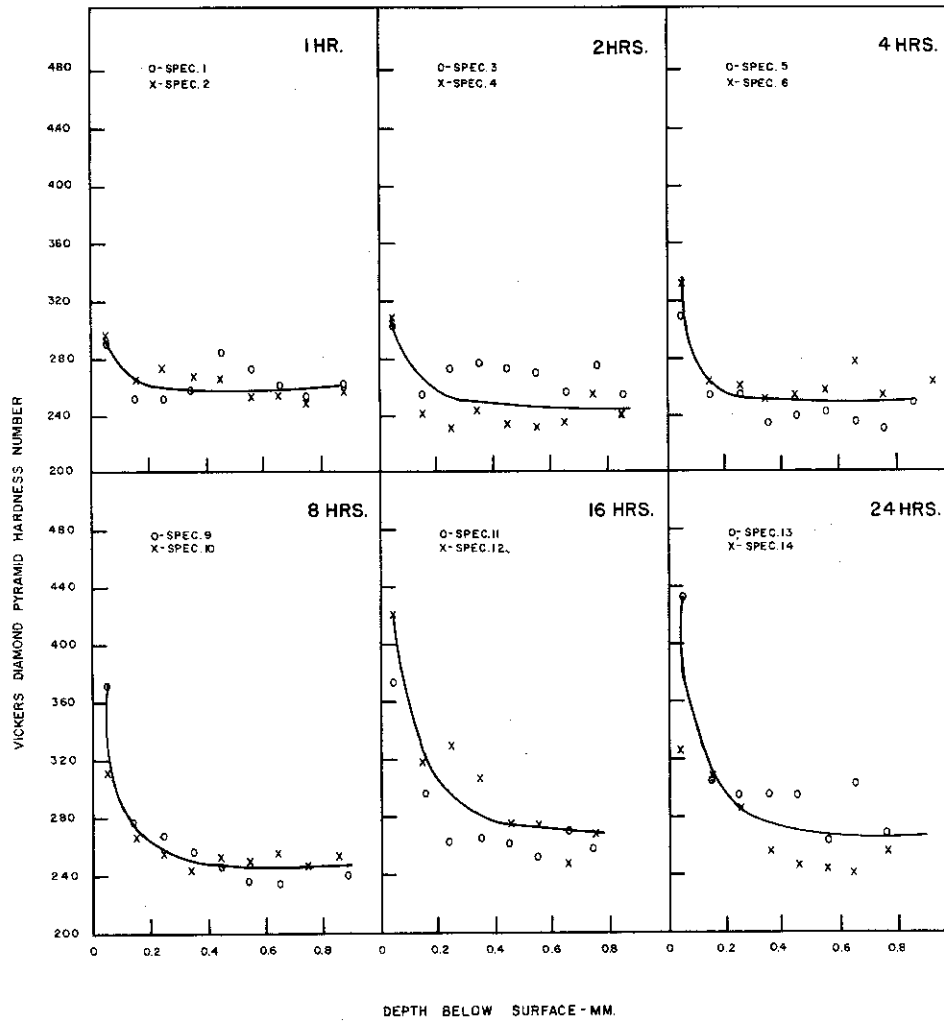 1 HR.
O-SPEC. 1
X-SPEC. 2
2 HRS.
O-SPEC. 3
X-SPEC. 4
4 HRS.
O-SPEC. 5
X-SPEC. 6
480
440
400
360
320
280
240
200
8 HRS.
O-SPEC. 9
X-SPEC. 10
16 HRS.
O-SPEC. 11
X-SPEC. 12
24 HRS.
O-SPEC. 13
X-SPEC. 14
480
440
400
360
320
280
240
200
0 0.2 0.4 0.6 0.8 0 0.2 0.4 0.6 0.8 0 0.2 0.4 0.6 0.8
VICKERS DIAMOND PYRAMID HARDNESS NUMBER
DEPTH BELOW SURFACE-MM.